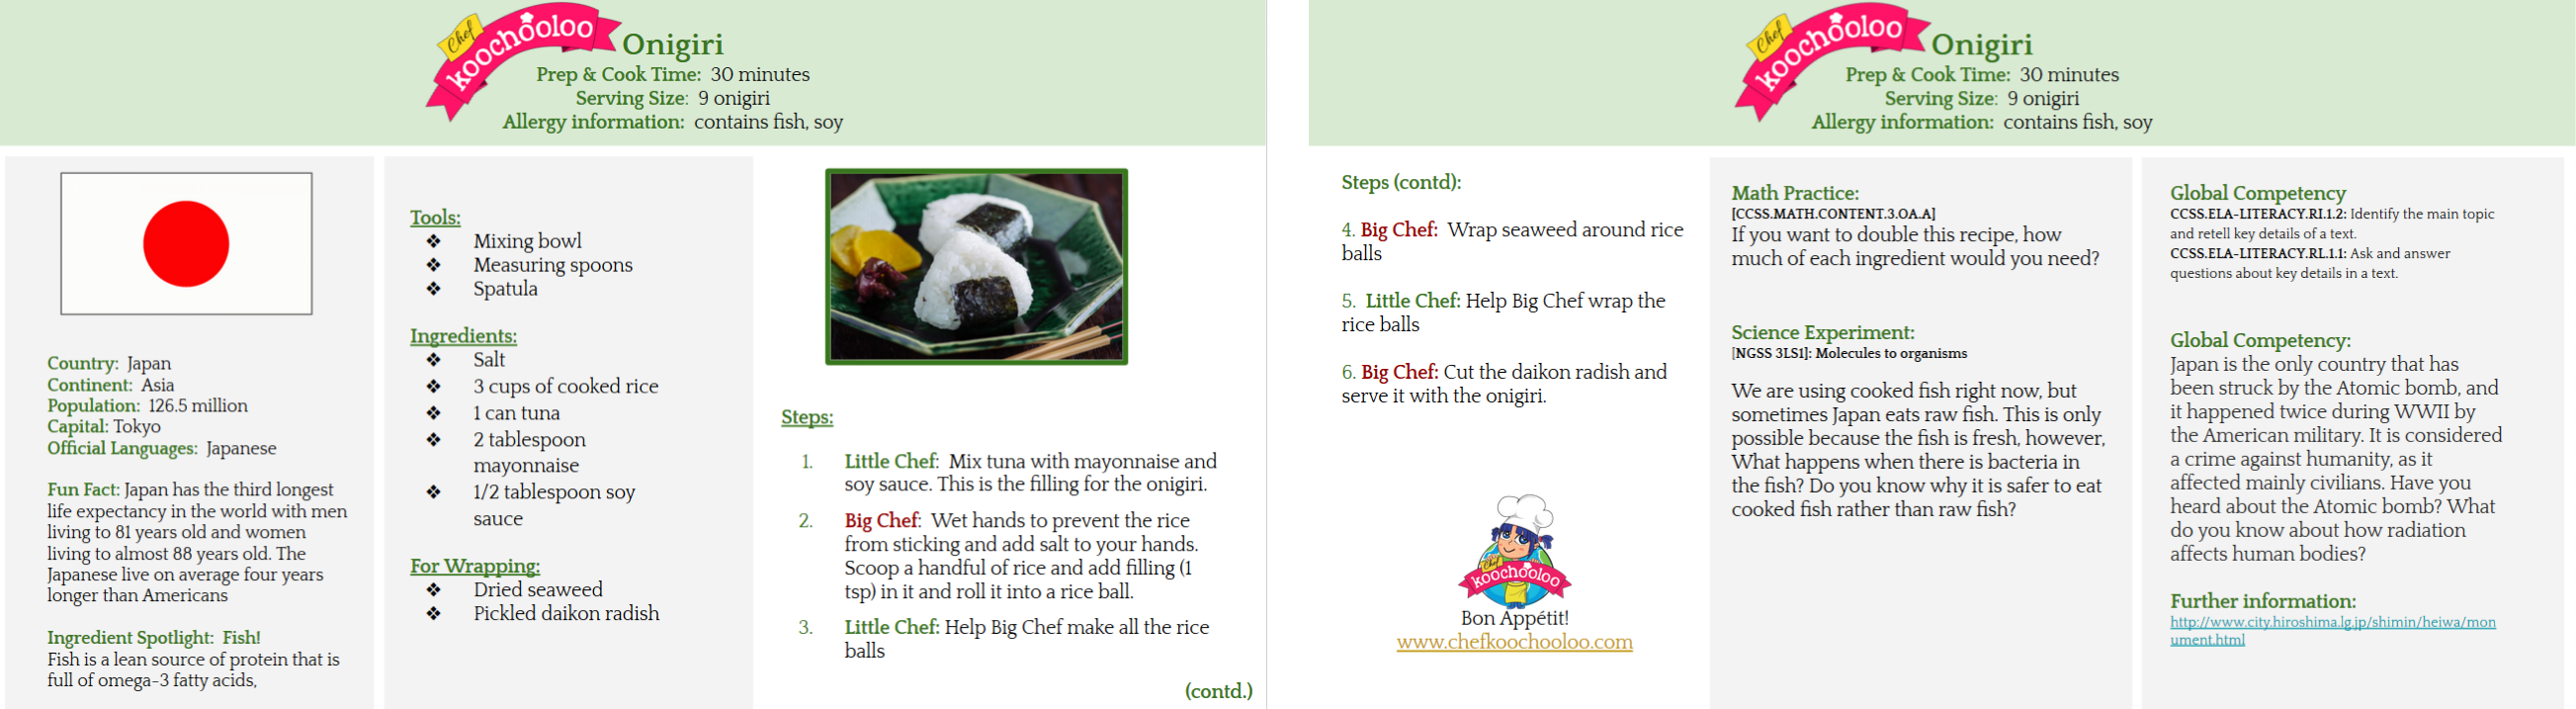 Chef
koochooloo
Onigiri
Prep & Cook Time: 30 minutes
Serving Size: 9 onigiri
Allergy information: contains fish, soy
Country: Japan
Continent: Asia
Population: 126.5 million
Capital: Tokyo
Official Languages: Japanese
Fun Fact: Japan has the third longest
life expectancy in the world with men
living to 81 years old and women
living to almost 88 years old. The
Japanese live on average four years
longer than Americans
Ingredient Spotlight: Fish!
Fish is a lean source of protein that is
full of omega-3 fatty acids,
Tools:
❖ Mixing bowl
❖ Measuring spoons
❖ Spatula
Ingredients:
❖ Salt
❖ 3 cups of cooked rice
❖ 1 can tuna
❖ 2 tablespoon
mayonnaise
❖ 1/2 tablespoon soy
sauce
For Wrapping:
❖ Dried seaweed
❖ Pickled daikon radish
Steps:
1. Little Chef: Mix tuna with mayonnaise and
soy sauce. This is the filling for the onigiri.
2. Big Chef: Wet hands to prevent the rice
from sticking and add salt to your hands.
Scoop a handful of rice and add filling (1
tsp) in it and roll it into a rice ball.
3. Little Chef: Help Big Chef make all the rice
balls
(contd.)
Chef
koochooloo
Onigiri
Prep & Cook Time: 30 minutes
Serving Size: 9 onigiri
Allergy information: contains fish, soy
Steps (contd):
4. Big Chef: Wrap seaweed around rice
balls
5. Little Chef: Help Big Chef wrap the
rice balls
6. Big Chef: Cut the daikon radish and
serve it with the onigiri.
Chef
koochooloo
Bon Appétit!
www.chefkoochooloo.com
Math Practice:
[CCSS.MATH.CONTENT.3.OA.A]
If you want to double this recipe, how
much of each ingredient would you need?
Science Experiment:
[NGSS 3LS1]: Molecules to organisms
We are using cooked fish right now, but
sometimes Japan eats raw fish. This is only
possible because the fish is fresh, however,
What happens when there is bacteria in
the fish? Do you know why it is safer to eat
cooked fish rather than raw fish?
Global Competency
CCSS.ELA-LITERACY.RI.1.2: Identify the main topic
and retell key details of a text.
CCSS.ELA-LITERACY.RL.1.1: Ask and answer
questions about key details in a text.
Global Competency:
Japan is the only country that has
been struck by the Atomic bomb, and
it happened twice during WWII by
the American military. It is considered
a crime against humanity, as it
affected mainly civilians. Have you
heard about the Atomic bomb? What
do you know about how radiation
affects human bodies?
Further information:
http://www.city.hiroshima.lg.jp/shimin/heiwa/mon
ument.html